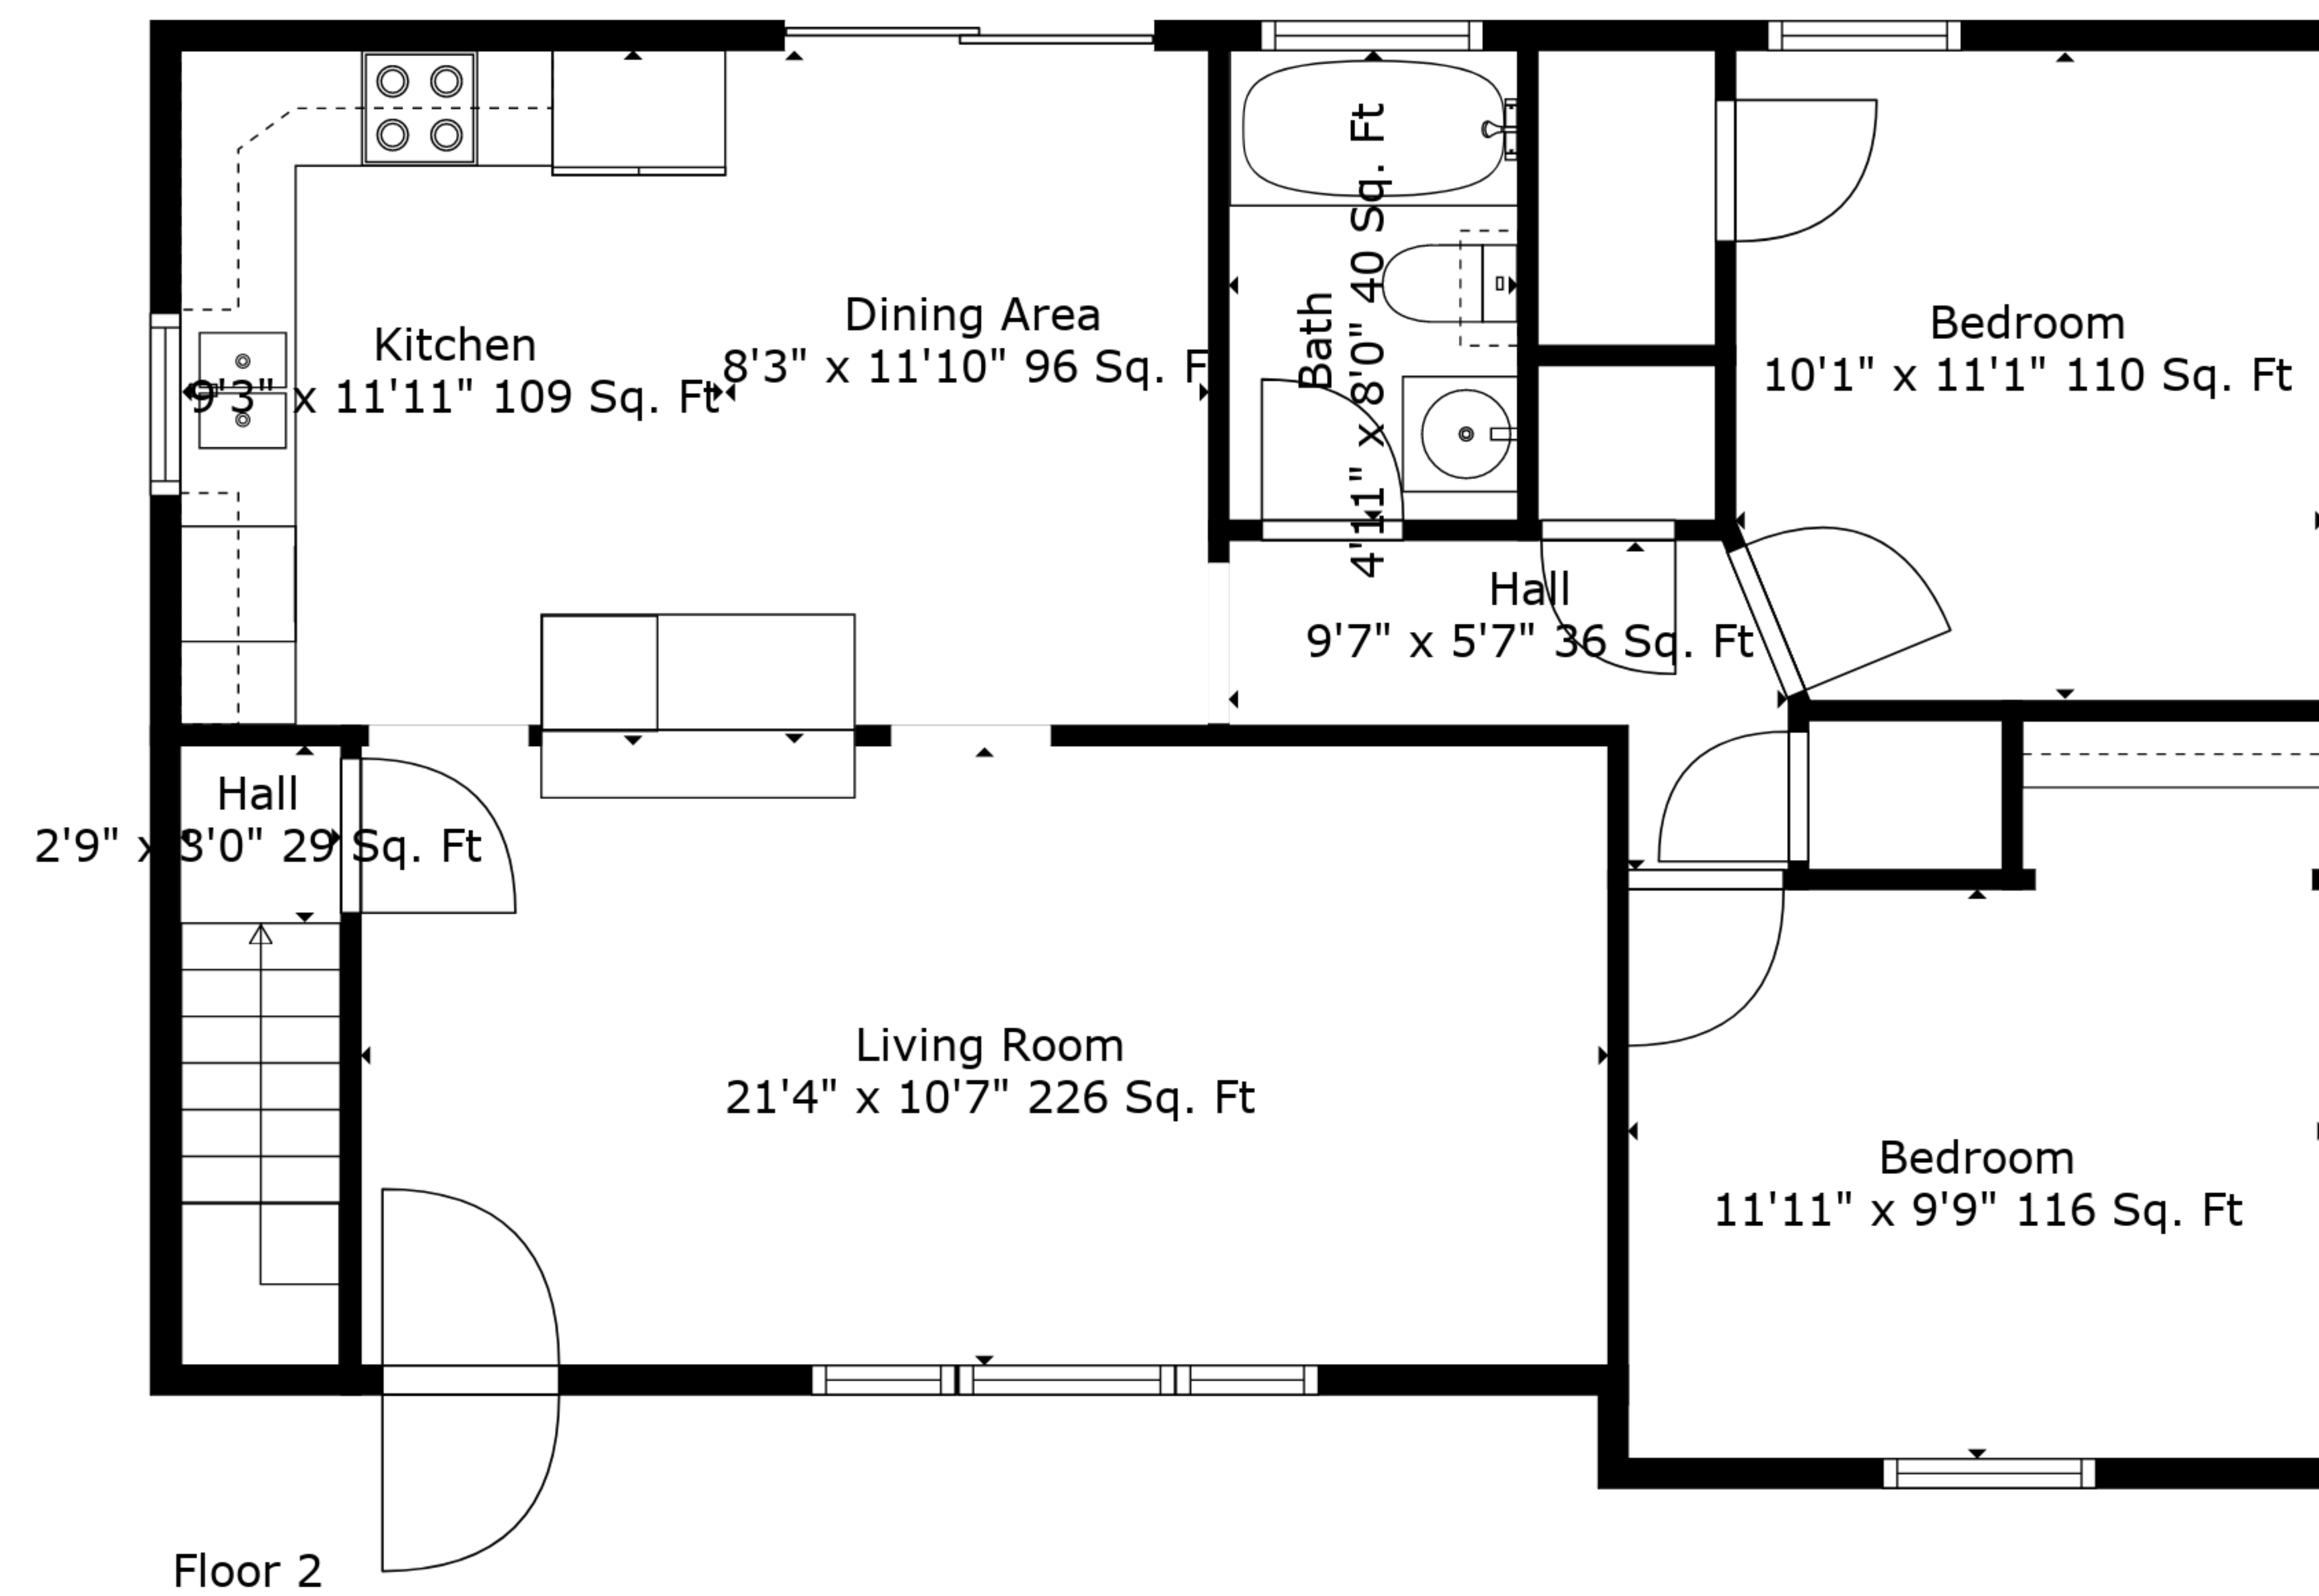 Kitchen
9'3" x 11'11" 109 Sq. Ft
Dining Area
8'3" x 11'10" 96 Sq. F
Bath
4'11" x 8'0" 40 Sq. Ft
Bedroom
10'1" x 11'1" 110 Sq. Ft
Hall
9'7" x 5'7" 36 Sq. Ft
Hall
2'9" x 3'0" 29 Sq. Ft
Living Room
21'4" x 10'7" 226 Sq. Ft
Bedroom
11'11" x 9'9" 116 Sq. Ft
Floor 2